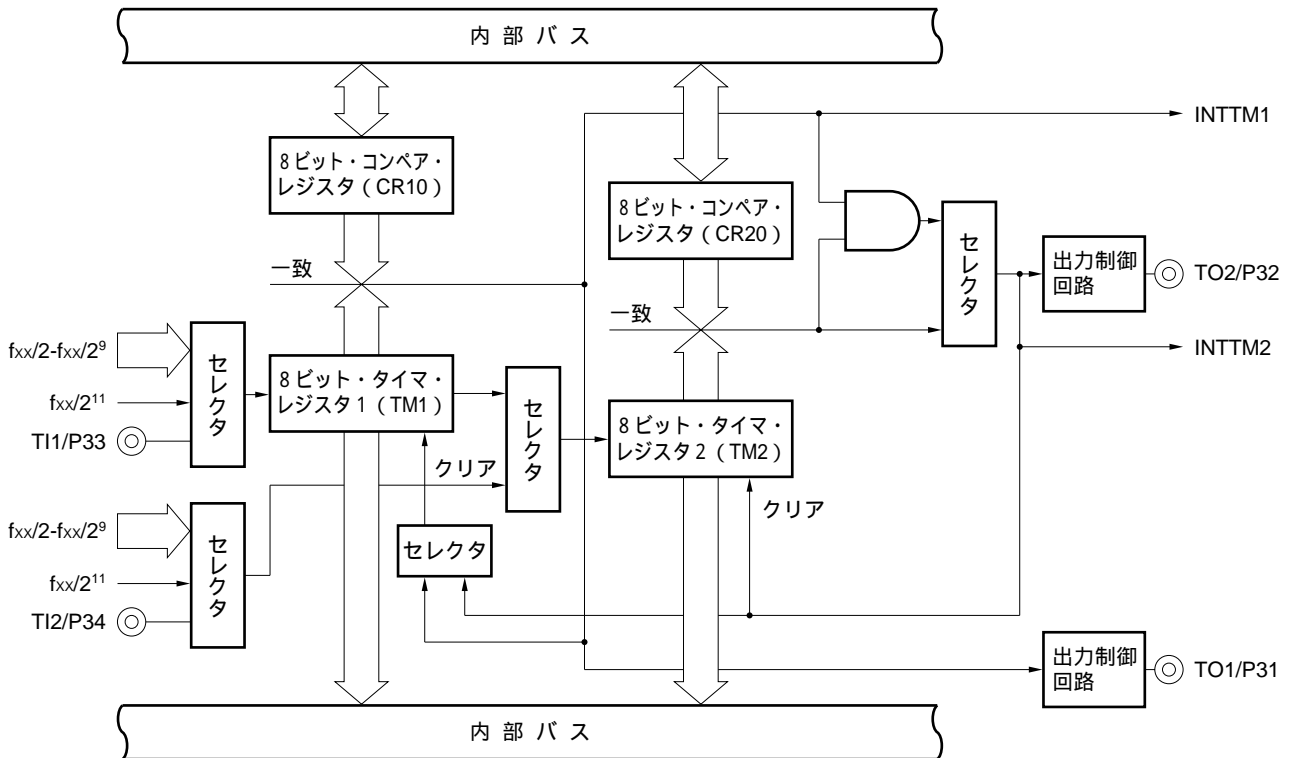 内部バス
INTTM1
8ビット・コンペア・
レジスタ（CR10）
8ビット・コンペア・
レジスタ（CR20）
セレクタ
出力制御
回路
TO2/P32
一致
一致
INTTM2
fxx/2-fxx/2⁹
fxx/2¹¹
TI1/P33
セレクタ
8ビット・タイマ・
レジスタ1（TM1）
セレクタ
8ビット・タイマ・
レジスタ2（TM2）
クリア
クリア
fxx/2-fxx/2⁹
fxx/2¹¹
TI2/P34
セレクタ
セレクタ
出力制御
回路
TO1/P31
内部バス